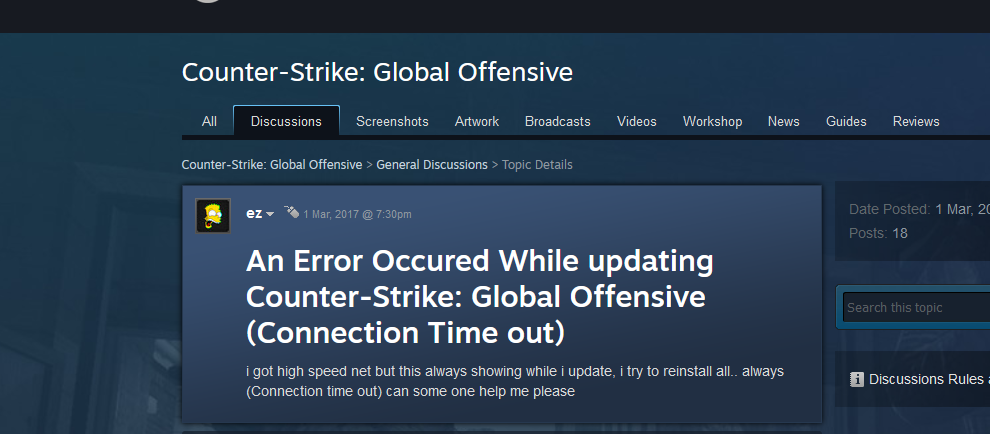 Counter-Strike: Global Offensive
All Discussions Screenshots Artwork Broadcasts Videos Workshop News Guides Reviews
Counter-Strike: Global Offensive > General Discussions > Topic Details
ez 1 Mar, 2017 @ 7:30pm
An Error Occured While updating
Counter-Strike: Global Offensive
(Connection Time out)
i got high speed net but this always showing while i update, i try to reinstall all.. always
(Connection time out) can some one help me please
Date Posted: 1 Mar, 20
Posts: 18
Search this topic
Discussions Rules